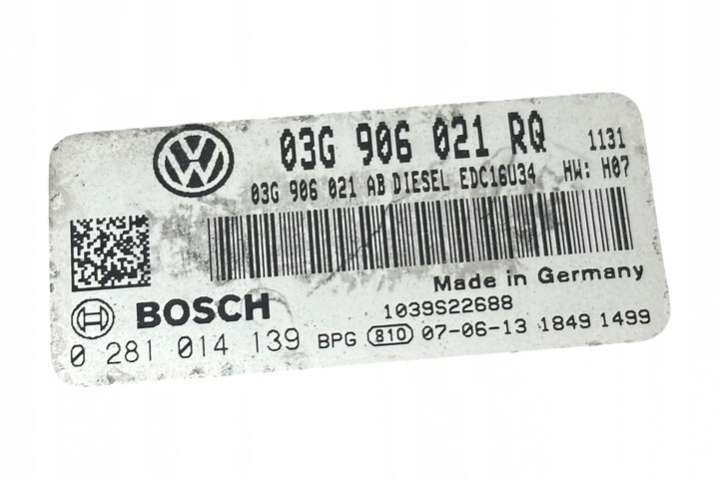 03G 906 021 RQ 1131
03G 906 021 AB DIESEL EDC16U34 HW: H07
Made in Germany
BOSCH 1039S22688
0 281 014 139 BPG 810 07-06-13 1849 1499